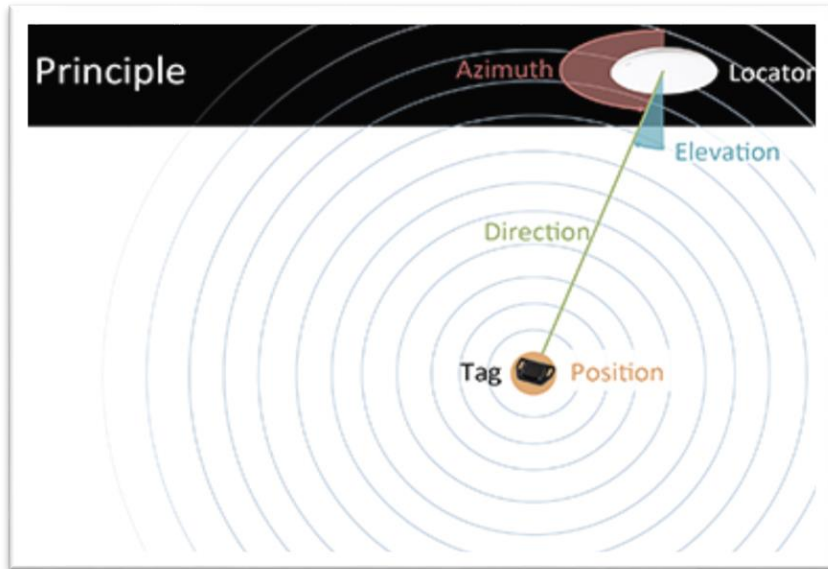 Principle
Azimuth
Locator
Elevation
Direction
Tag
Position